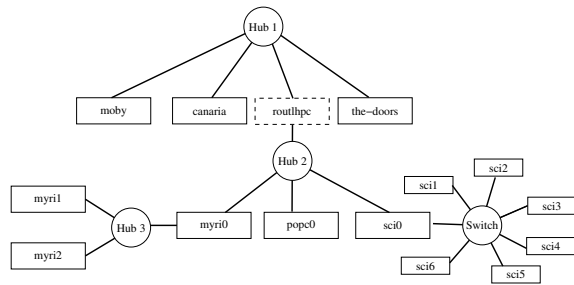 Hub 1
moby
canaria
routlhpc
the−doors
Hub 2
sci2
sci1
myri1
sci3
Hub 3
myri0
popc0
sci0
Switch
sci4
myri2
sci6
sci5